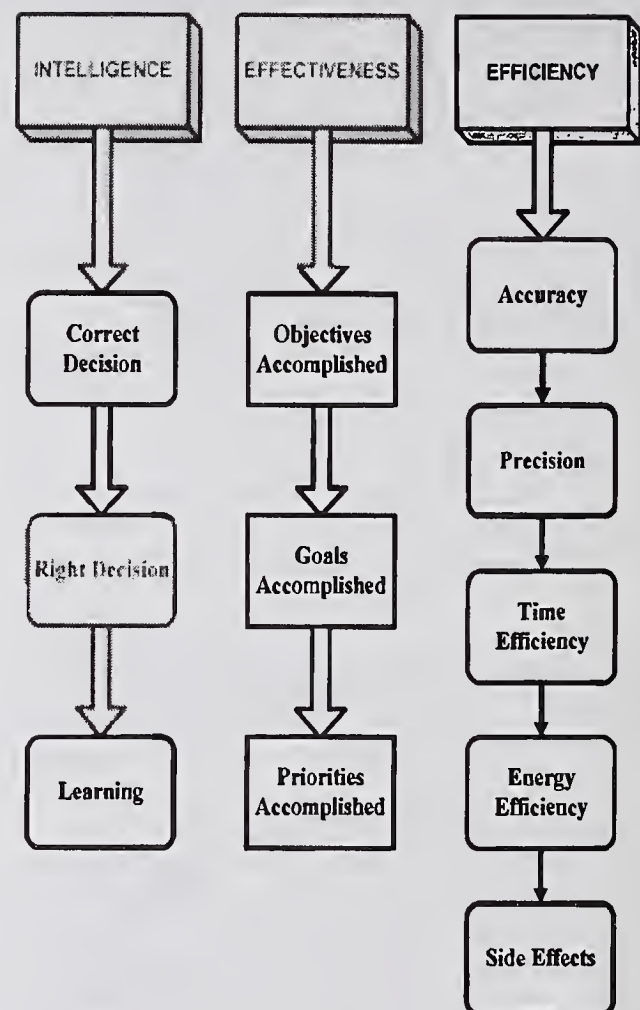 INTELLIGENCE
Correct
Decision
Right Decision
Learning
EFFECTIVENESS
Objectives
Accomplished
Goals
Accomplished
Priorities
Accomplished
EFFICIENCY
Accuracy
Precision
Time
Efficiency
Energy
Efficiency
Side Effects